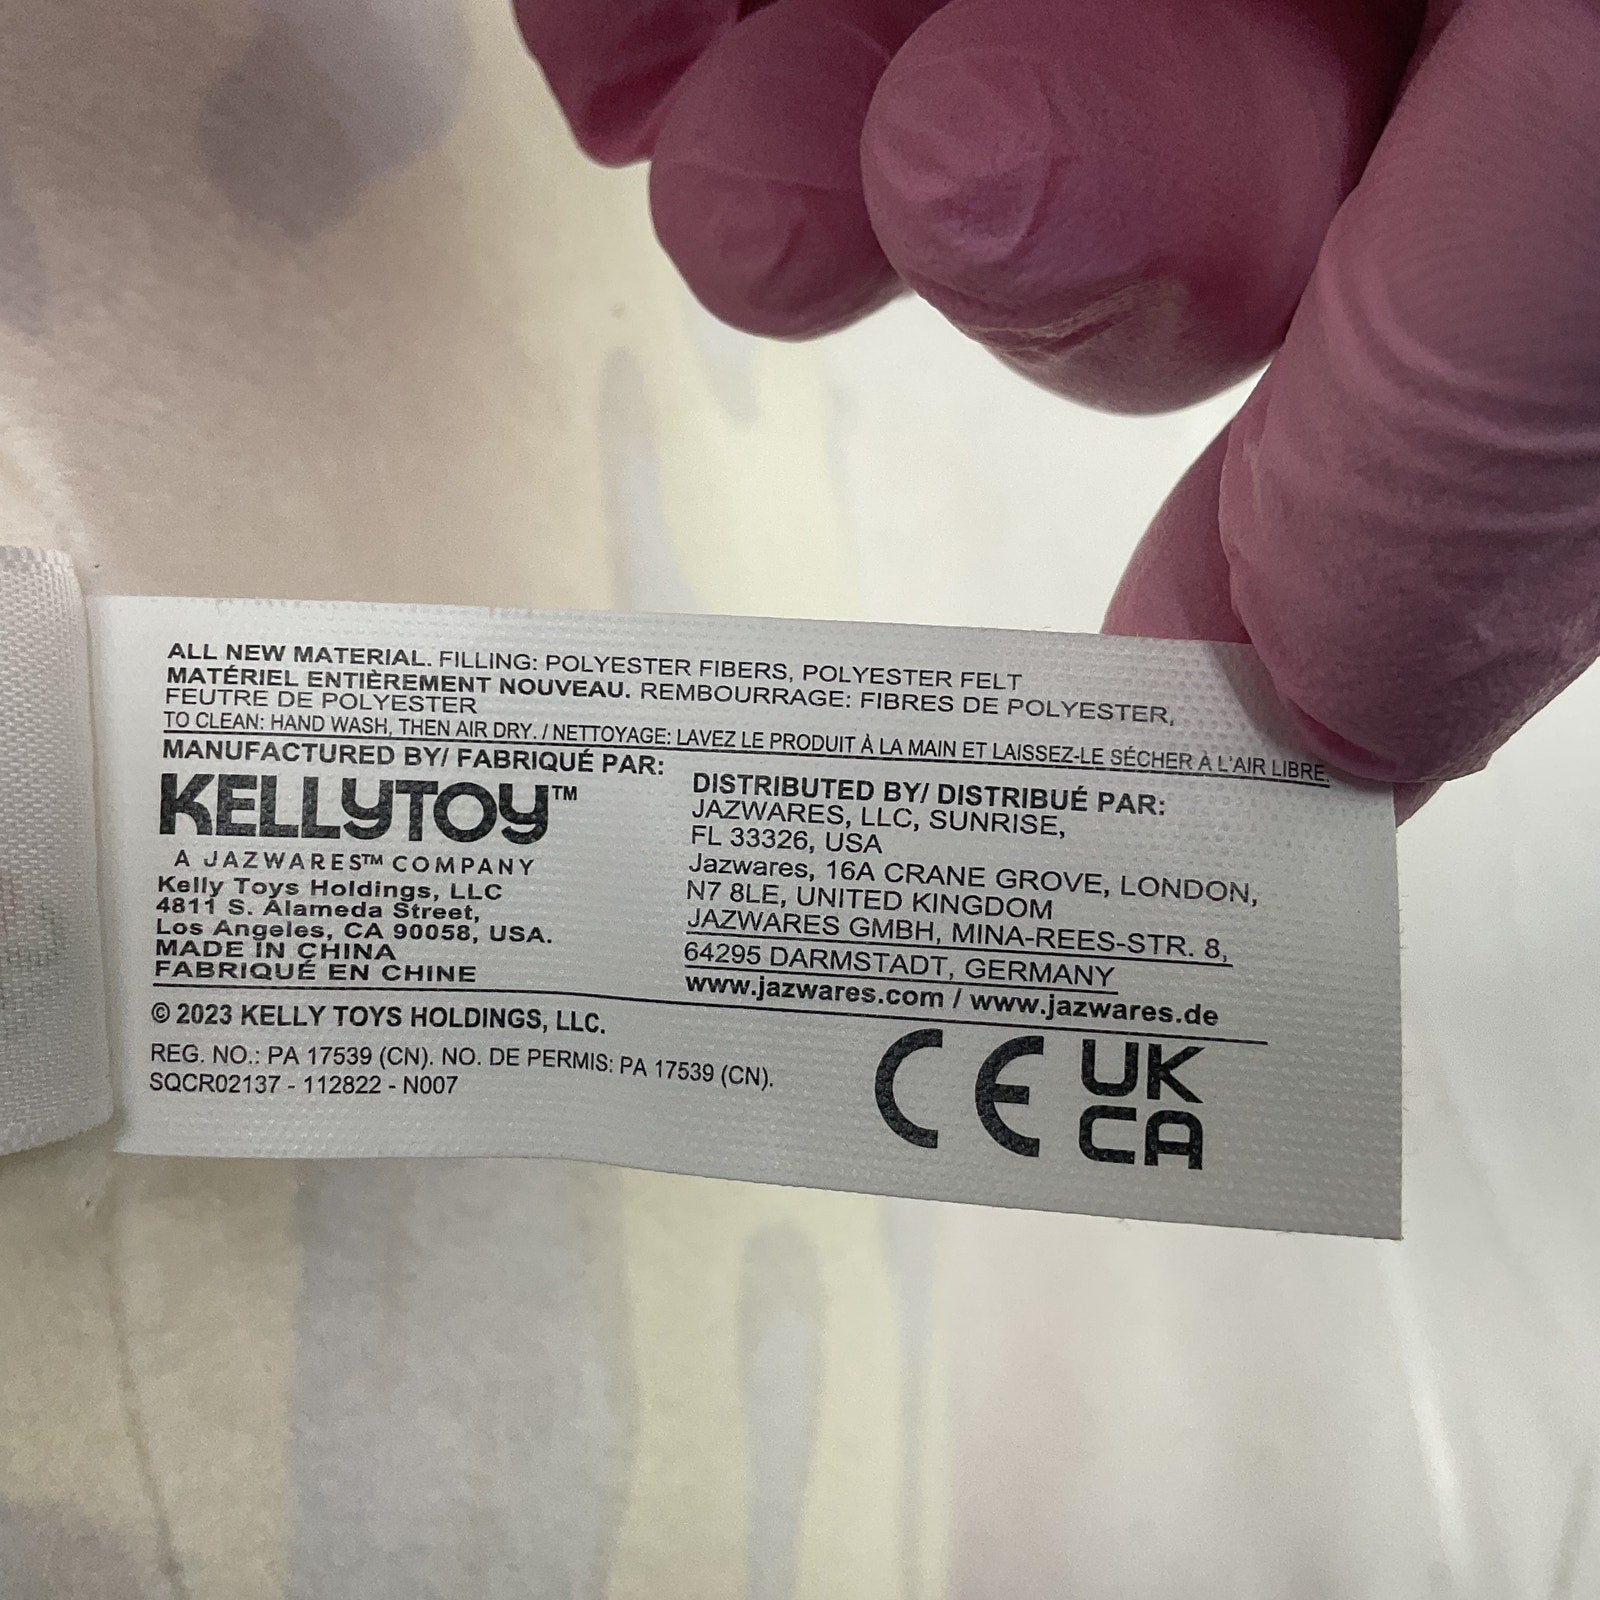 ALL NEW MATERIAL. FILLING: POLYESTER FIBERS, POLYESTER FELT
MATÉRIEL ENTIÈREMENT NOUVEAU. REMBOURRAGE: FIBRES DE POLYESTER,
FEUTRE DE POLYESTER
TO CLEAN: HAND WASH, THEN AIR DRY. / NETTOYAGE: LAVEZ LE PRODUIT À LA MAIN ET LAISSEZ-LE SÉCHER À L'AIR LIBRE.
MANUFACTURED BY/ FABRIQUÉ PAR:
KELLYTOY™
A JAZWARES™ COMPANY
Kelly Toys Holdings, LLC
4811 S. Alameda Street,
Los Angeles, CA 90058, USA.
MADE IN CHINA
FABRIQUÉ EN CHINE
DISTRIBUTED BY/ DISTRIBUÉ PAR:
JAZWARES, LLC, SUNRISE,
FL 33326, USA
Jazwares, 16A CRANE GROVE, LONDON,
N7 8LE, UNITED KINGDOM
JAZWARES GMBH, MINA-REES-STR. 8,
64295 DARMSTADT, GERMANY
www.jazwares.com / www.jazwares.de
© 2023 KELLY TOYS HOLDINGS, LLC.
REG. NO.: PA 17539 (CN). NO. DE PERMIS: PA 17539 (CN).
SQCR02137 - 112822 - N007
CE
UK
CA